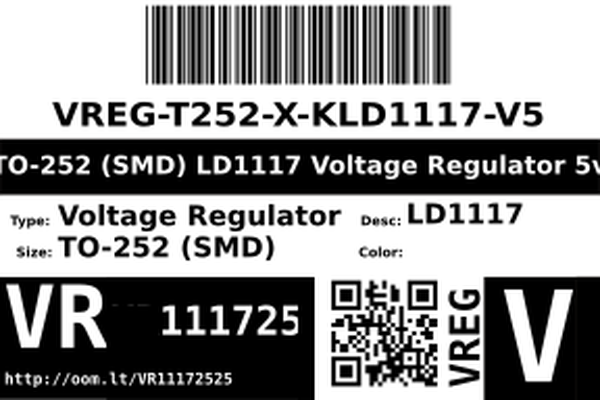 VREG-T252-X-KLD1117-V5
TO-252 (SMD) LD1117 Voltage Regulator 5v
Type: Voltage Regulator Desc: LD1117
Size: TO-252 (SMD) Color:
VR 111725
http://oom.lt/VR11172525
VREG
V